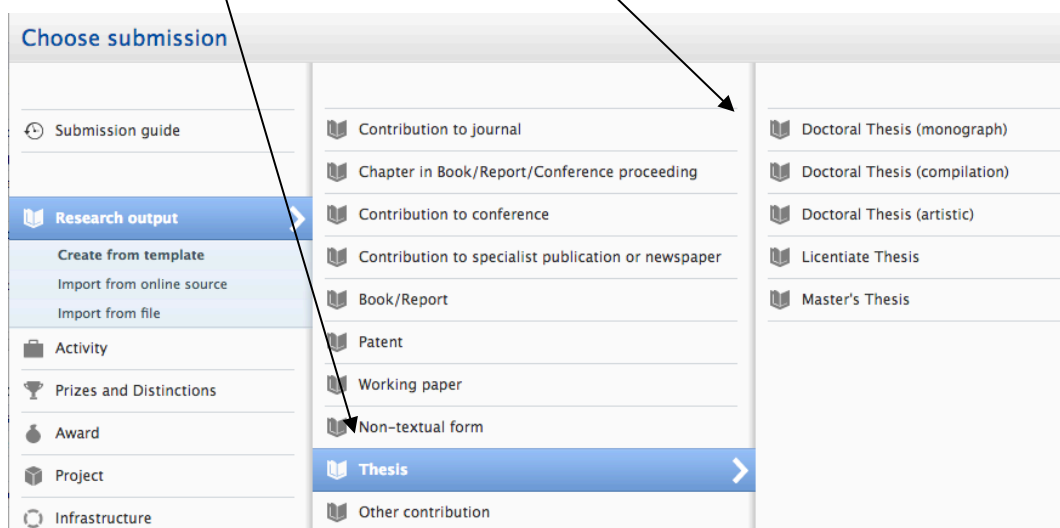 Choose submission
Submission guide
Research output
Create from template
Import from online source
Import from file
Activity
Prizes and Distinctions
Award
Project
Infrastructure
Contribution to journal
Chapter in Book/Report/Conference proceeding
Contribution to conference
Contribution to specialist publication or newspaper
Book/Report
Patent
Working paper
Non-textual form
Thesis
Other contribution
Doctoral Thesis (monograph)
Doctoral Thesis (compilation)
Doctoral Thesis (artistic)
Licentiate Thesis
Master's Thesis